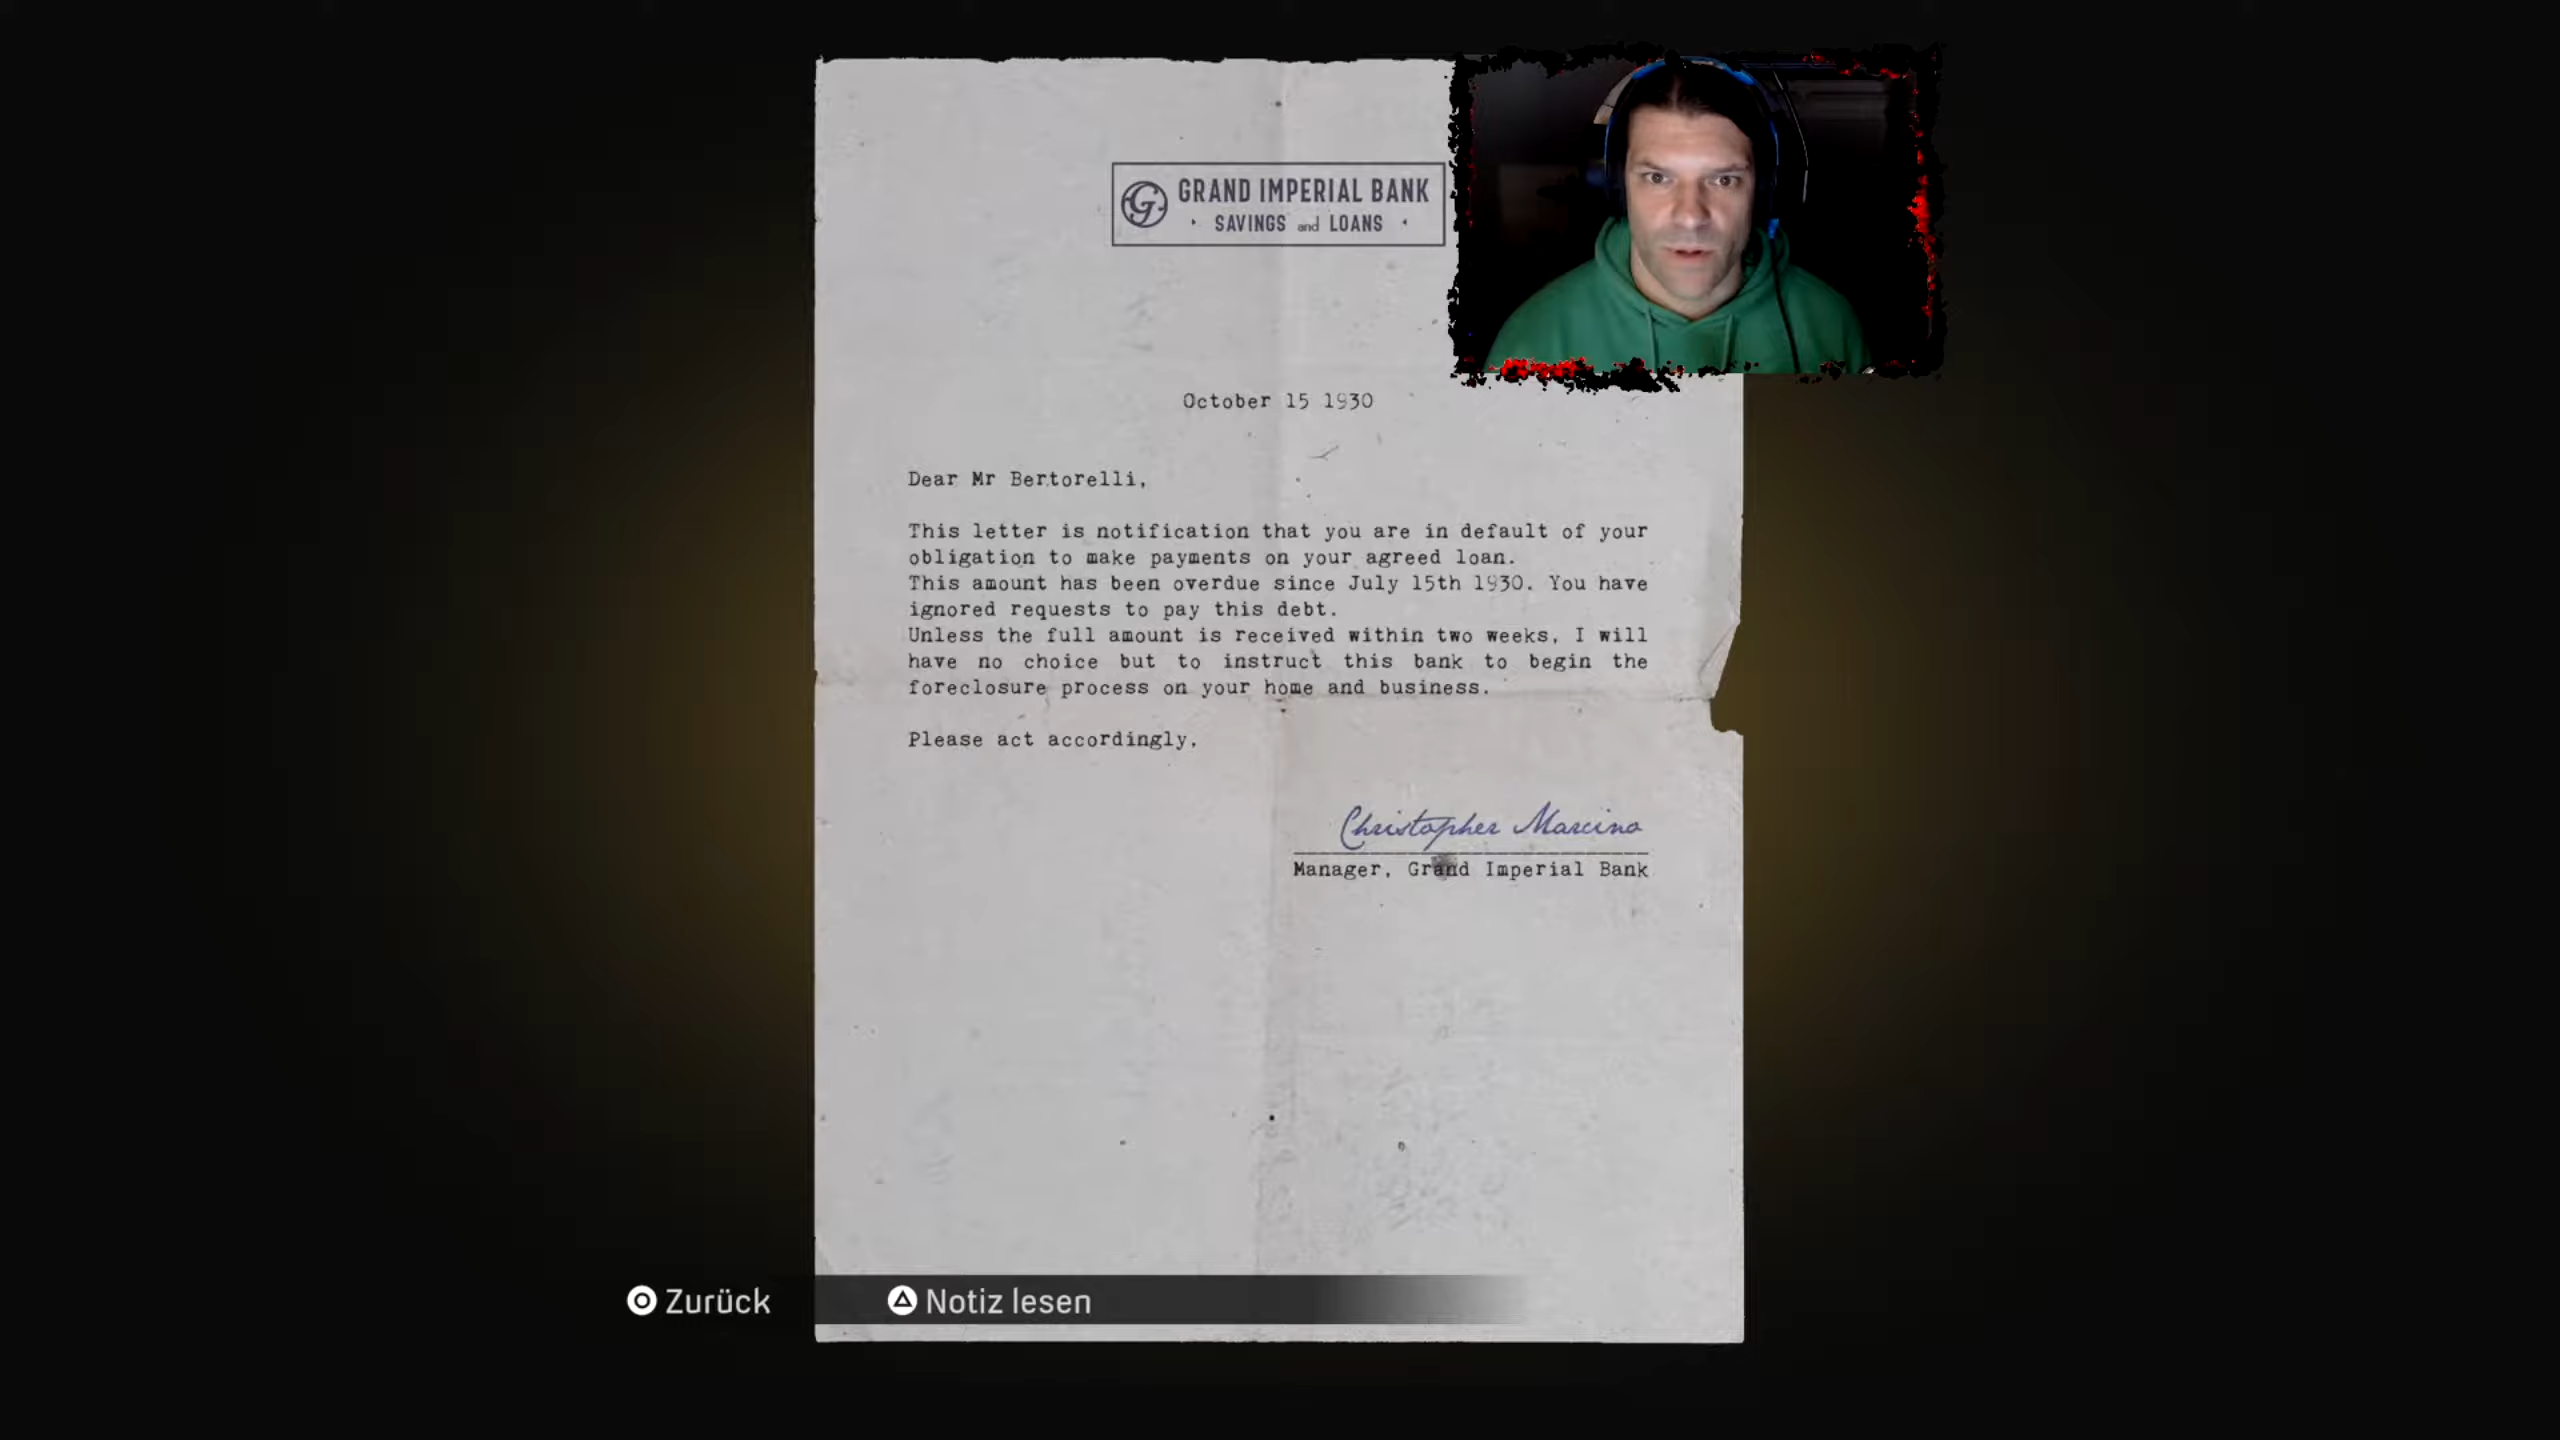 GRAND IMPERIAL BANK
SAVINGS and LOANS
October 15 1930
Dear Mr Bertorelli,
This letter is notification that you are in default of your
obligation to make payments on your agreed loan.
This amount has been overdue since July 15th 1930. You have
ignored requests to pay this debt.
Unless the full amount is received within two weeks, I will
have no choice but to instruct this bank to begin the
foreclosure process on your home and business.
Please act accordingly,
Christopher Marcino
Manager, Grand Imperial Bank
Zurück
Notiz lesen